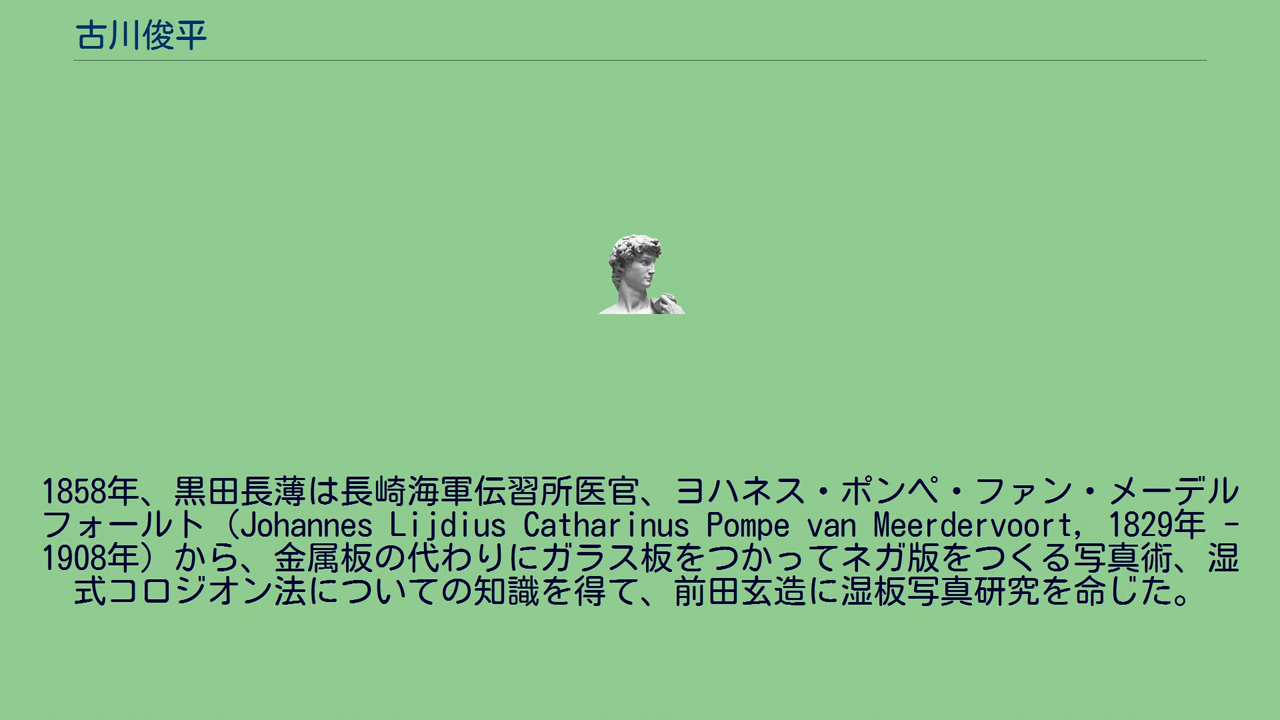 古川俊平
1858年、黒田長薄は長崎海軍伝習所医官、ヨハネス・ポンペ・ファン・メーデル
フォールト（Johannes Lijdius Catharinus Pompe van Meerdervoort, 1829年 -
1908年）から、金属板の代わりにガラス板をつかってネガ版をつくる写真術、湿
式コロジオン法についての知識を得て、前田玄造に湿板写真研究を命じた。